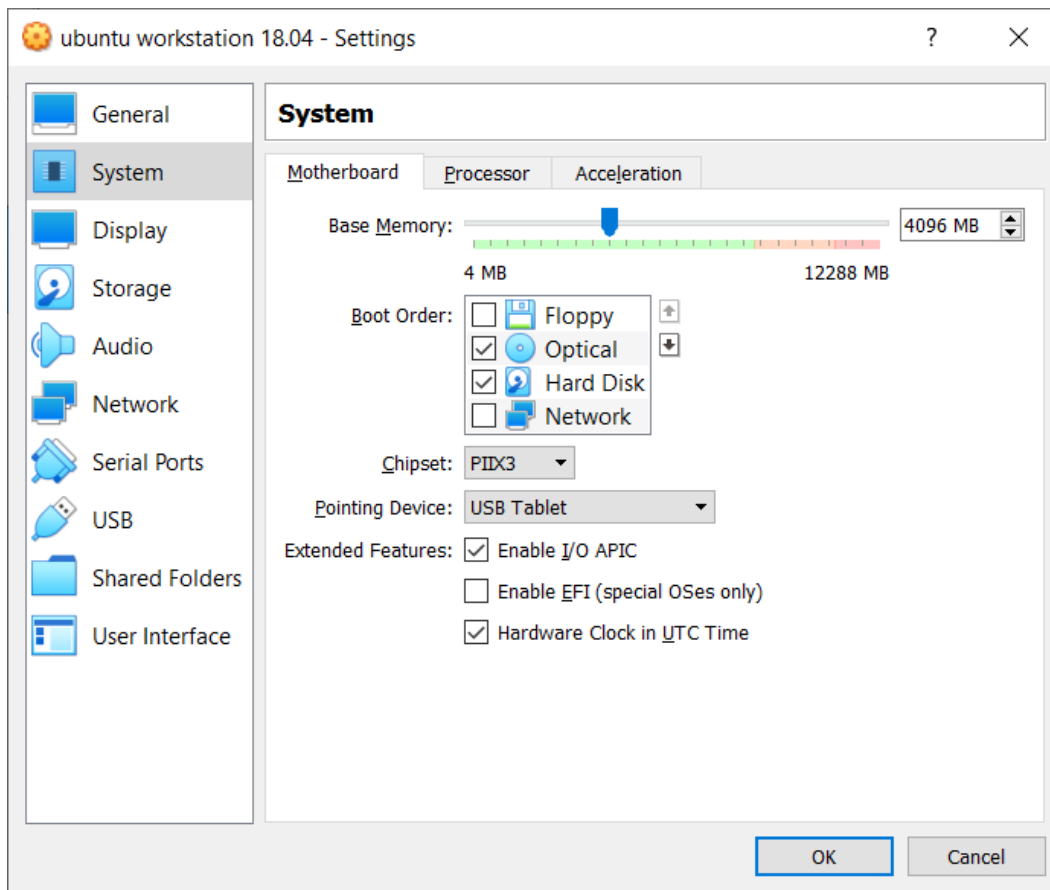 ubuntu workstation 18.04 - Settings ?
General
System
Display
Storage
Audio
Network
Serial Ports
USB
Shared Folders
User Interface
System
Motherboard Processor Acceleration
Base Memory: 4096 MB
4 MB 12288 MB
Boot Order: Floppy
Optical
Hard Disk
Network
Chipset: PIIX3
Pointing Device: USB Tablet
Extended Features: Enable I/O APIC
Enable EFI (special OSes only)
Hardware Clock in UTC Time
OK Cancel